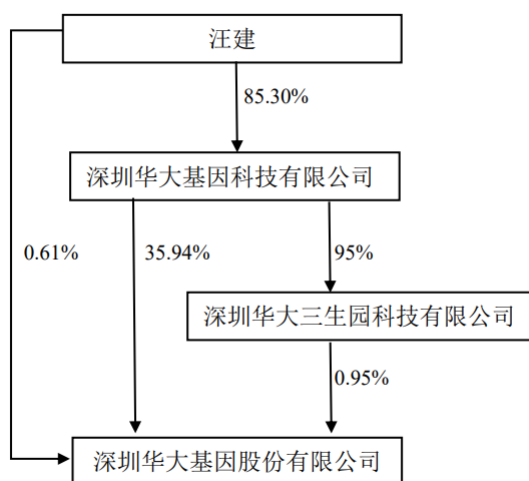 汪建
85.30%
深圳华大基因科技有限公司
0.61%
35.94%
95%
深圳华大三生园科技有限公司
0.95%
深圳华大基因股份有限公司